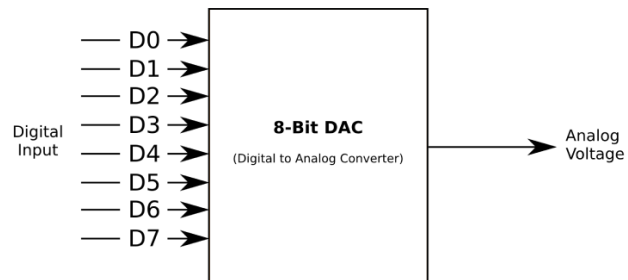 D0
D1
D2
D3
D4
D5
D6
D7
Digital
Input
8-Bit DAC
(Digital to Analog Converter)
Analog
Voltage